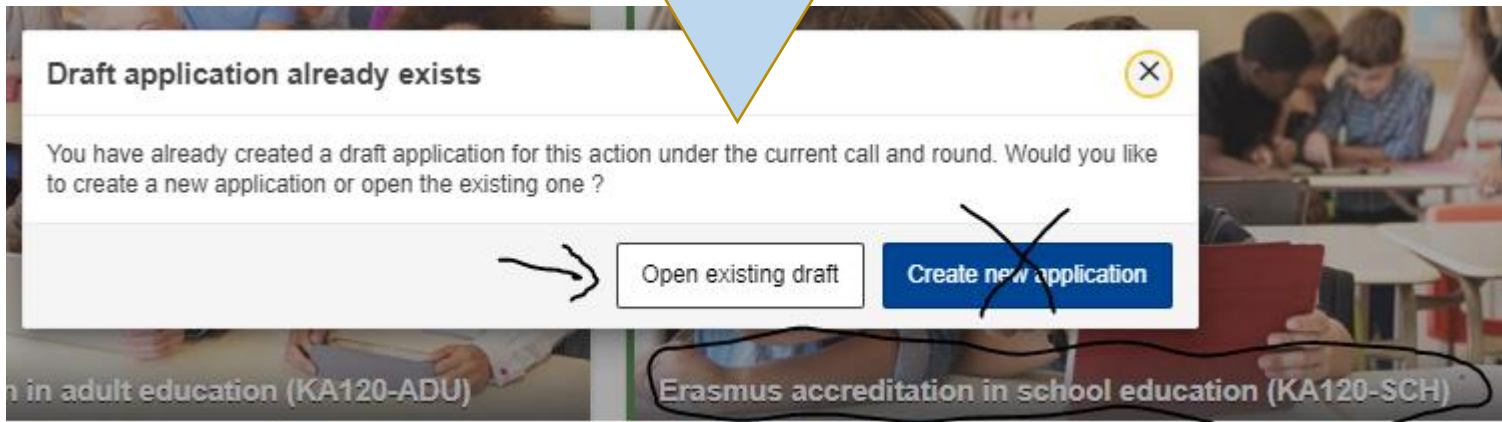 Draft application already exists
You have already created a draft application for this action under the current call and round. Would you like
to create a new application or open the existing one ?
Open existing draft
Create new application
in adult education (KA120-ADU)
Erasmus accreditation in school education (KA120-SCH)